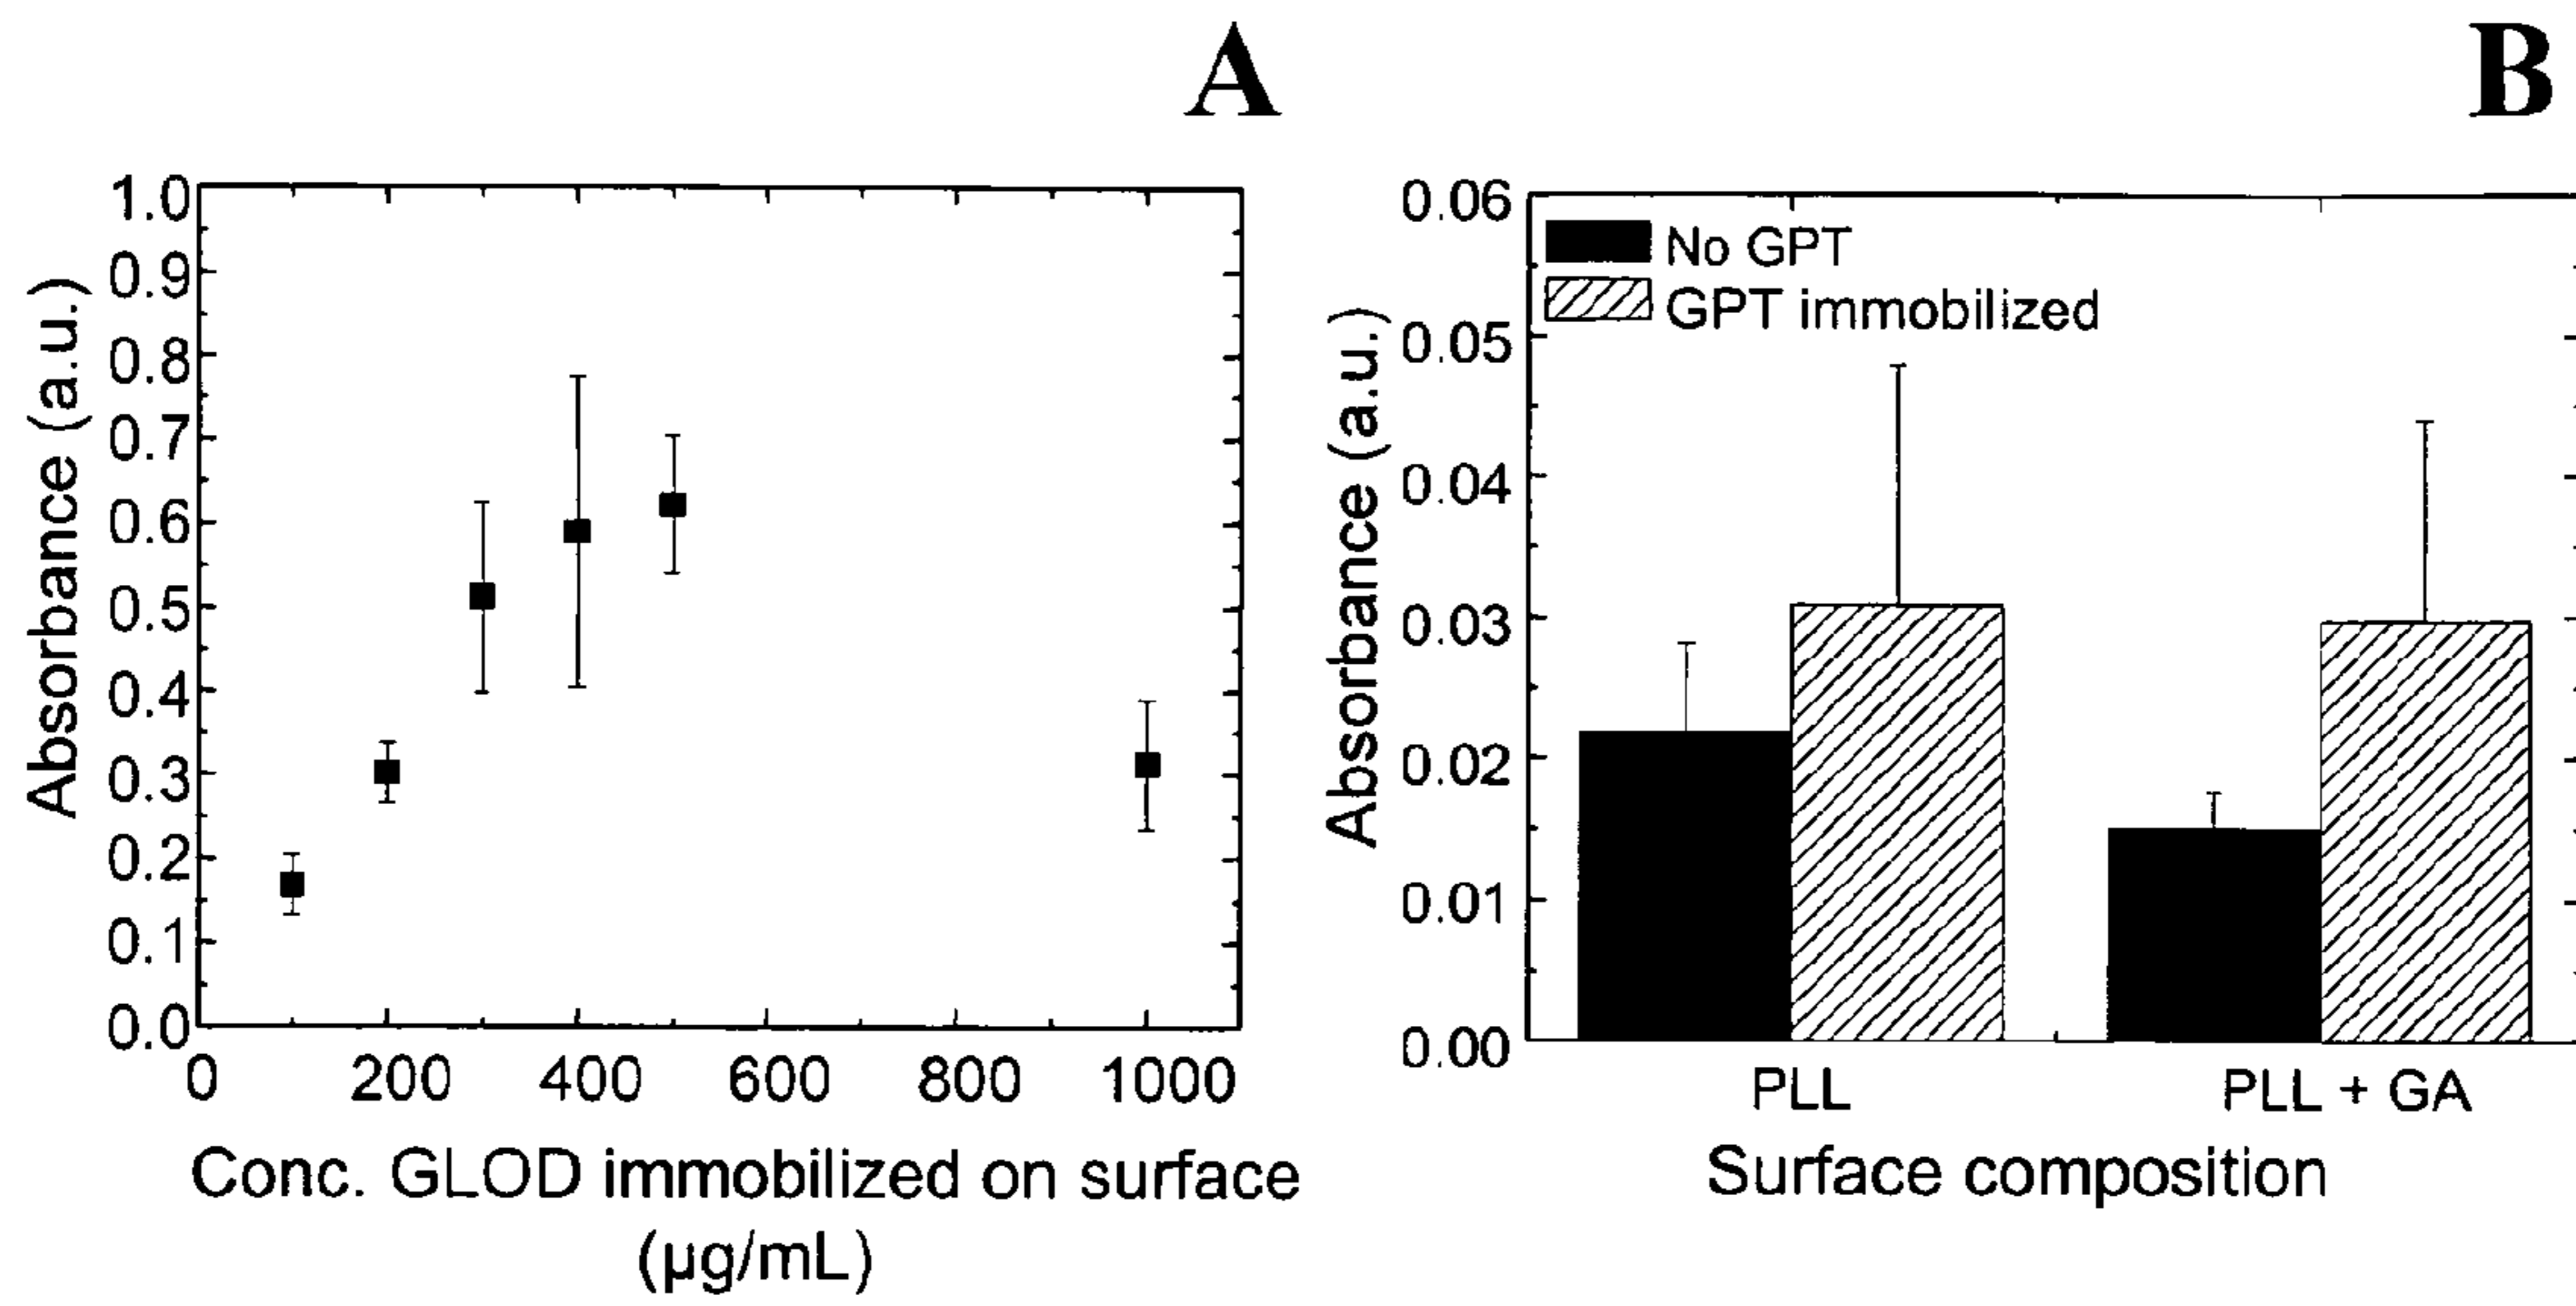 A
1.0
0.9
0.8
0.7
0.6
0.5
0.4
0.3
0.2
0.1
0.0
Absorbance (a.u.)
0 200 400 600 800 1000
Conc. GLOD immobilized on surface
(µg/mL)
B
0.06
0.05
0.04
0.03
0.02
0.01
0.00
Absorbance (a.u.)
No GPT
GPT immobilized
PLL PLL + GA
Surface composition